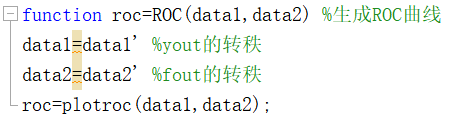 function roc=ROC(data1,data2) %生成ROC曲线
data1=data1' %yout的转秩
data2=data2' %fout的转秩
roc=plotroc(data1,data2);